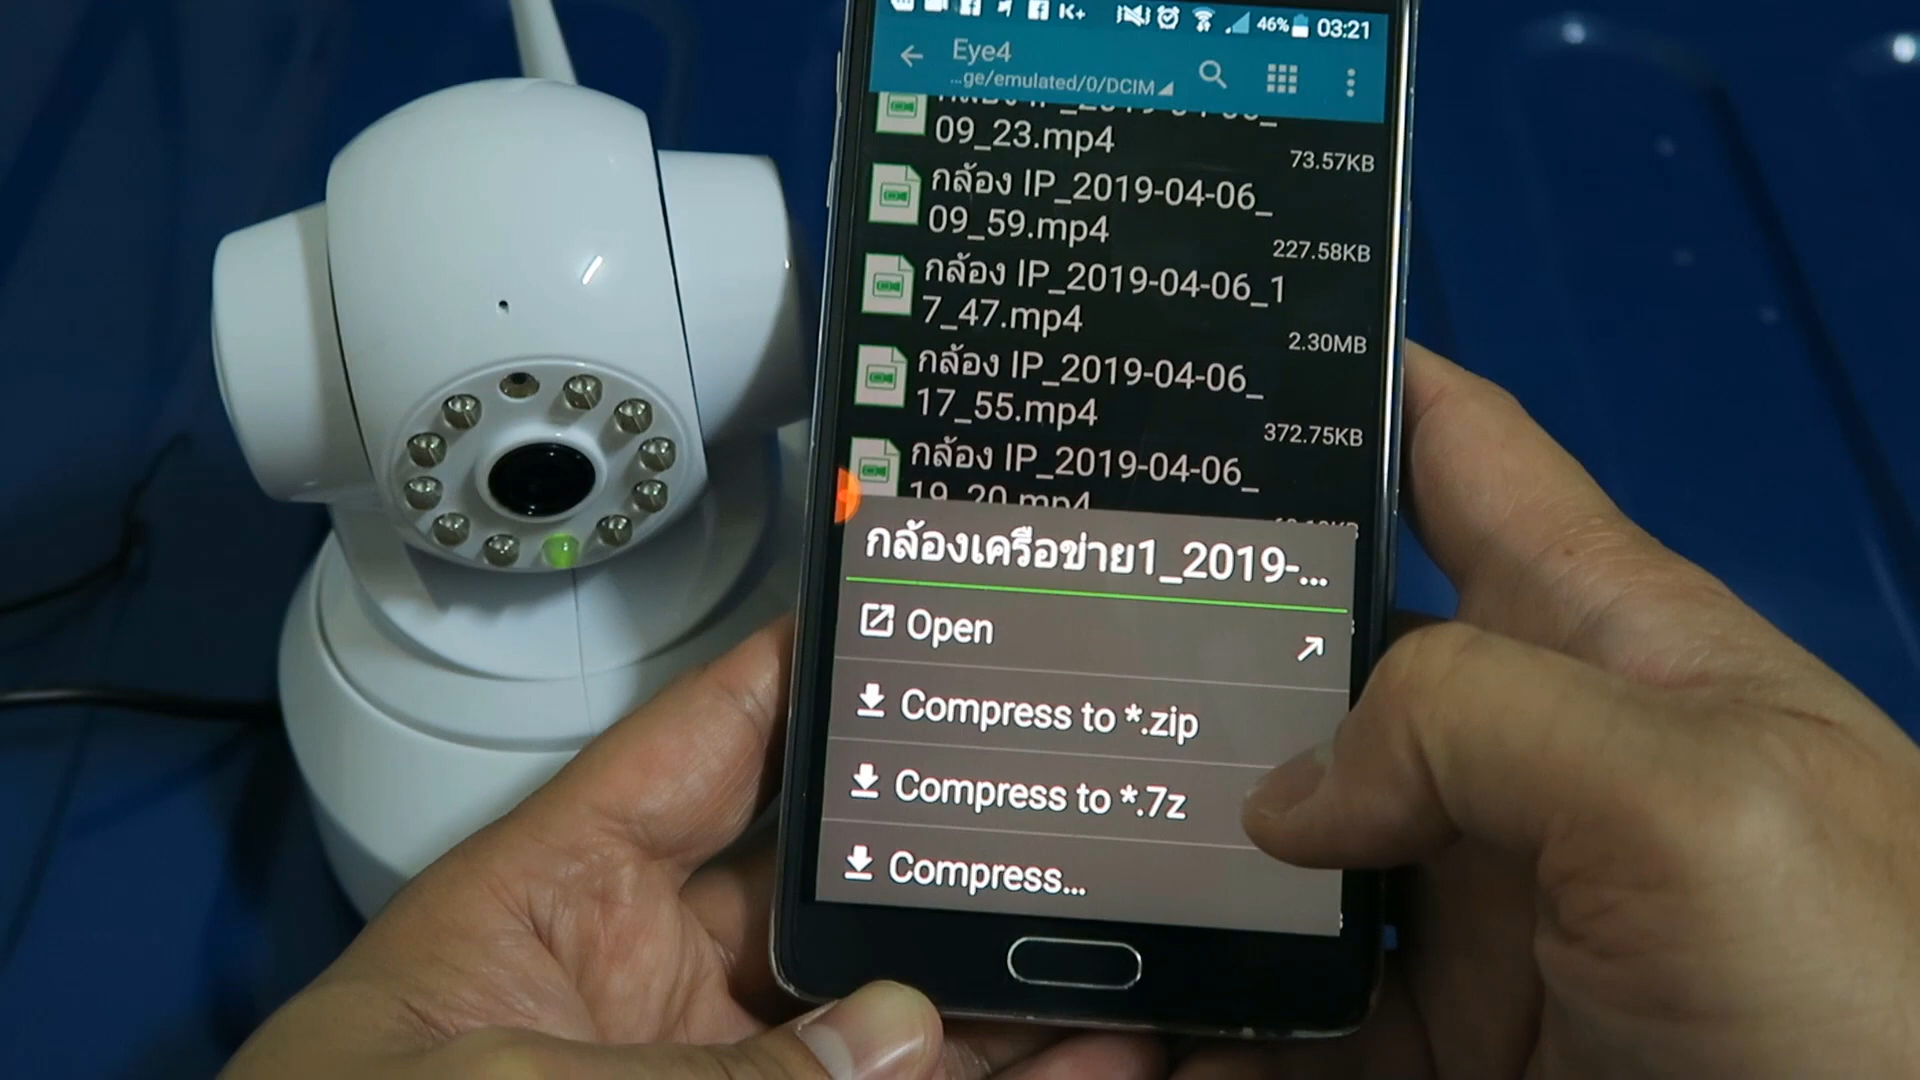 K+ 46% 03:21
Eye4
...ge/emulated/0/DCIM
09_23.mp4
73.57KB
กล้อง IP_2019-04-06_
09_59.mp4
227.58KB
กล้อง IP_2019-04-06_1
7_47.mp4
2.30MB
กล้อง IP_2019-04-06_
17_55.mp4
372.75KB
กล้อง IP_2019-04-06_
19_20.mp4
กล้องเครือข่าย1_2019-...
Open
Compress to *.zip
Compress to *.7z
Compress...